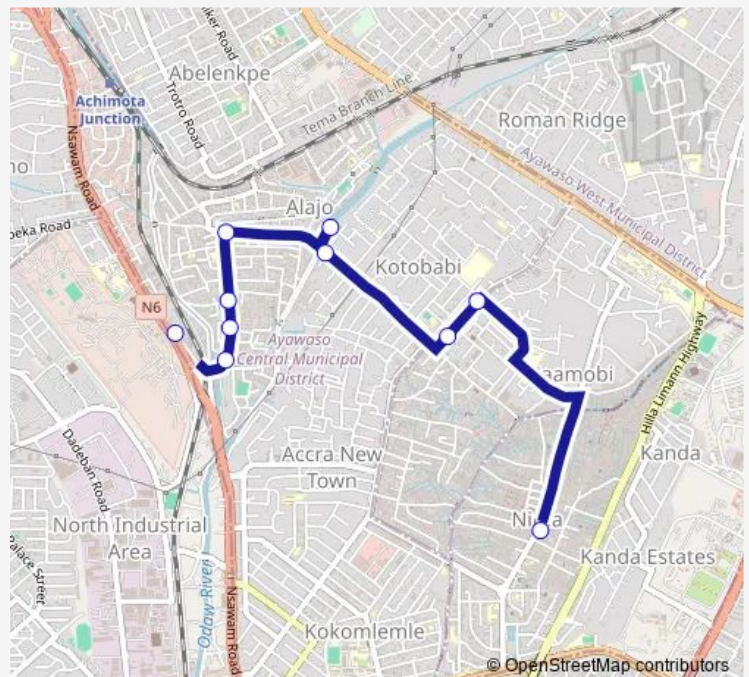 Abelenkpe
Achimota
Junction
Trotro Road
Tema Branch Line
Roman Ridge
Nsawam Road
Ayawaso West Municipal District
Alajo
Kotobabi
N6
Ayawaso
Central Municipal
District
Hilla Limann Highway
Accra New
Town
Kanda
Dadeban Road
North Industrial
Area
Kanda Estates
Odaw River
Nsawam Road
Kokomlemle
© OpenStreetMap contributors